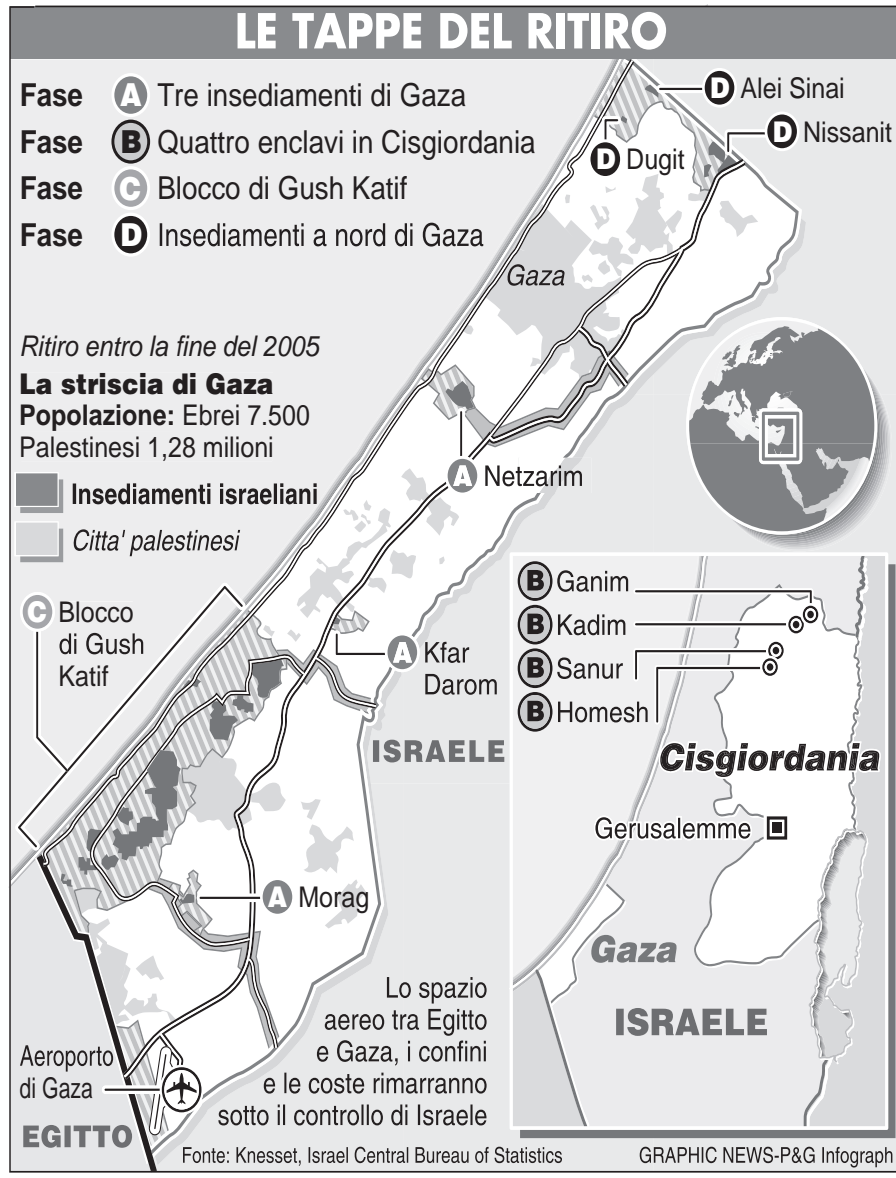 LE TAPPE DEL RITIRO
Fase A Tre insediamenti di Gaza
Fase B Quattro enclavi in Cisgiordania
Fase C Blocco di Gush Katif
Fase D Insediamenti a nord di Gaza
D Alei Sinai
D Nissanit
D Dugit
Gaza
Ritiro entro la fine del 2005
La striscia di Gaza
Popolazione: Ebrei 7.500
Palestinesi 1,28 milioni
Insediamenti israeliani
Citta' palestinesi
A Netzarim
C Blocco
di Gush
Katif
A Kfar
Darom
ISRAELE
A Morag
B Ganim
B Kadim
B Sanur
B Homesh
Cisgiordania
Gerusalemme
Gaza
ISRAELE
Lo spazio
aereo tra Egitto
e Gaza, i confini
e le coste rimarranno
sotto il controllo di Israele
Aeroporto
di Gaza
EGITTO
Fonte: Knesset, Israel Central Bureau of Statistics
GRAPHIC NEWS-P&G Infograph